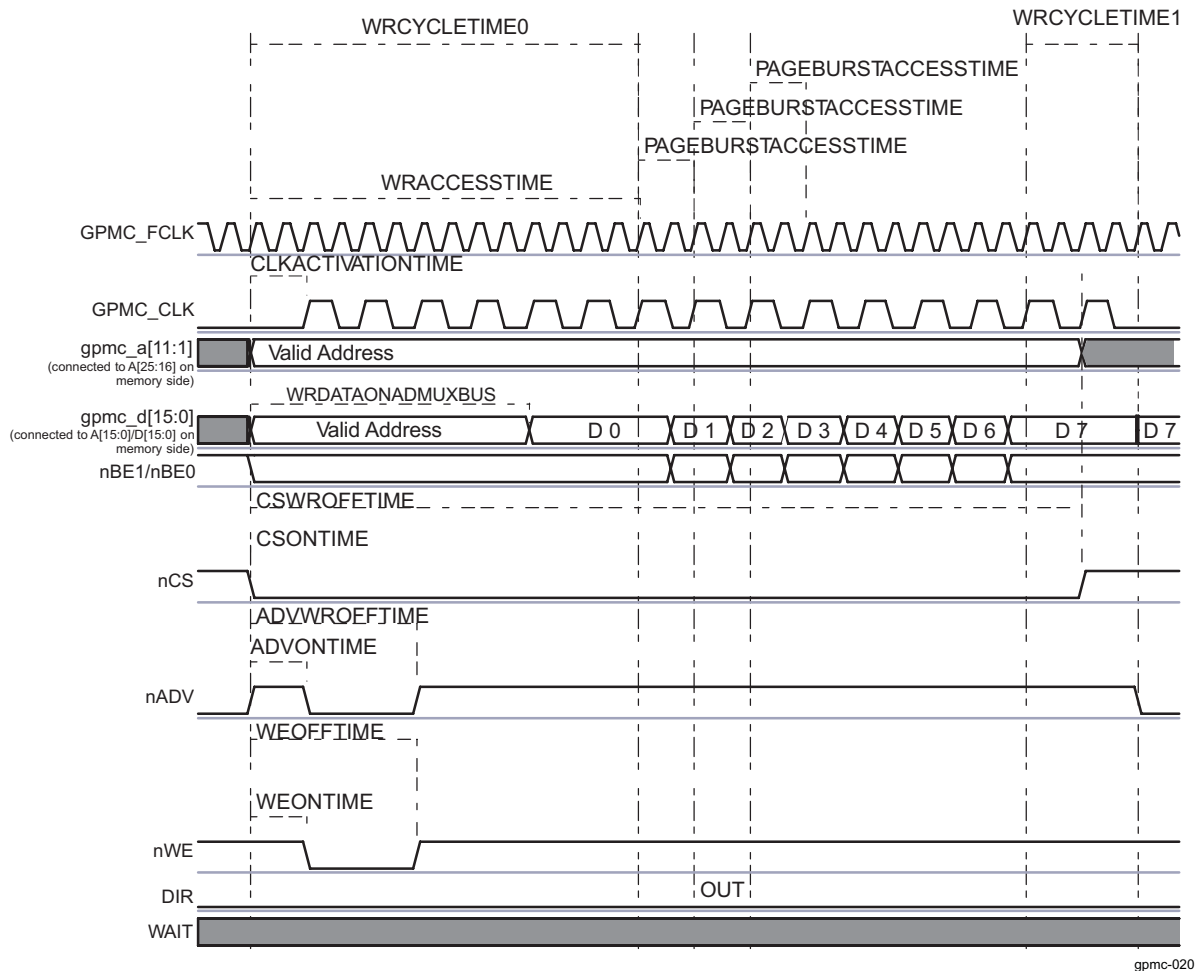 WRCYCLETIME0
WRCYCLETIME1
PAGEBURSTACCESSTIME
PAGEBURSTACCESSTIME
PAGEBURSTACCESSTIME
WRACCESSTIME
GPMC_FCLK
CLKACTIVATIONTIME
GPMC_CLK
gpmc_a[11:1]
(connected to A[25:16] on
memory side)
Valid Address
WRDATAONADMUXBUS
gpmc_d[15:0]
(connected to A[15:0]/D[15:0] on
memory side)
Valid Address D 0 D 1 D 2 D 3 D 4 D 5 D 6 D 7 D 7
nBE1/nBE0
CSWROFFTIME
CSONTIME
nCS
ADVWROFFTIME
ADVONTIME
nADV
WEOFFTIME
WEONTIME
nWE
DIR OUT
WAIT
gpmc-020